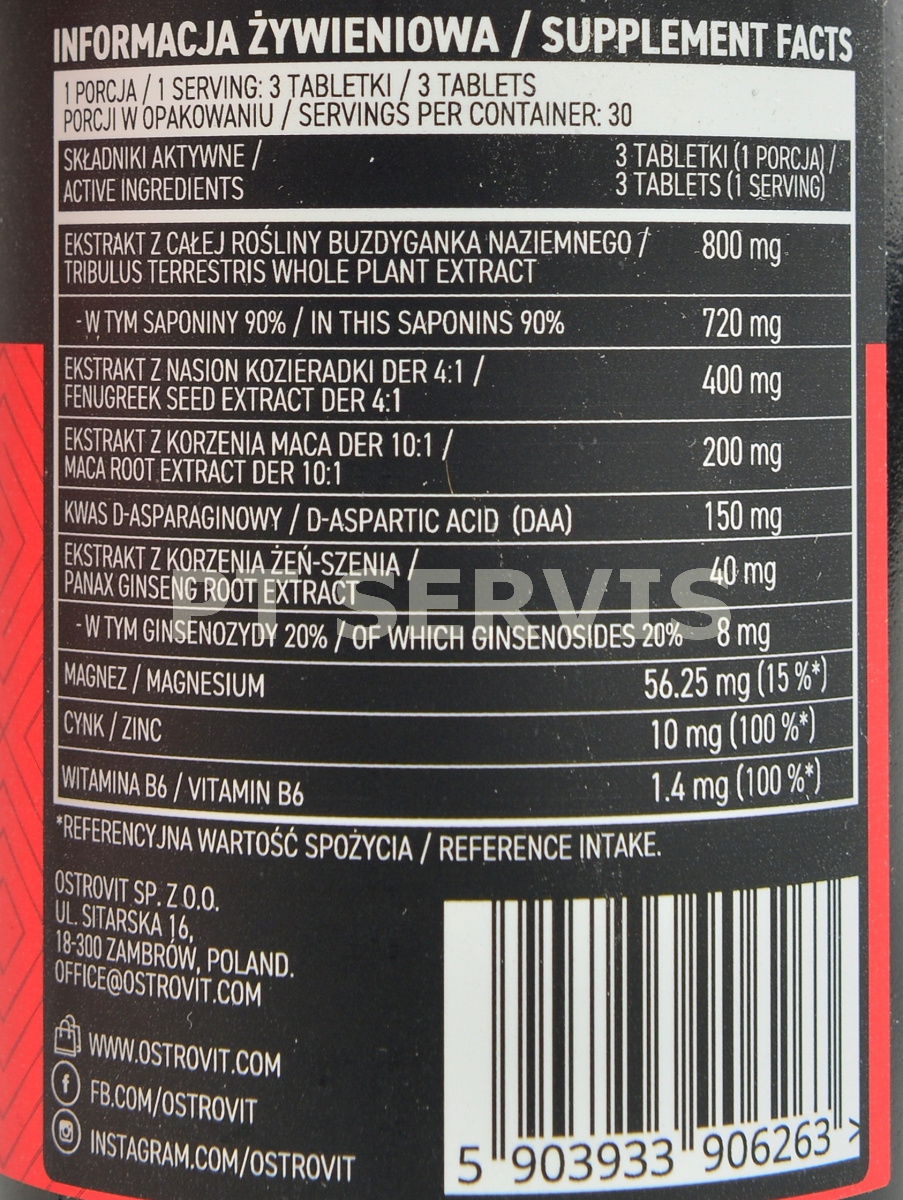 INFORMACJA ŻYWIENIOWA / SUPPLEMENT FACTS
1 PORCJA / 1 SERVING: 3 TABLETKI / 3 TABLETS
PORCJI W OPAKOWANIU / SERVINGS PER CONTAINER: 30
SKŁADNIKI AKTYWNE / 3 TABLETKI (1 PORCJA) /
ACTIVE INGREDIENTS 3 TABLETS (1 SERVING)
EKSTRAKT Z CAŁEJ ROŚLINY BUZDYGANKA NAZIEMNEGO / 800 mg
TRIBULUS TERRESTRIS WHOLE PLANT EXTRACT
- W TYM SAPONINY 90% / IN THIS SAPONINS 90% 720 mg
EKSTRAKT Z NASION KOZIERADKI DER 4:1 / 400 mg
FENUGREEK SEED EXTRACT DER 4:1
EKSTRAKT Z KORZENIA MACA DER 10:1 / 200 mg
MACA ROOT EXTRACT DER 10:1
KWAS D-ASPARAGINOWY / D-ASPARTIC ACID (DAA) 150 mg
EKSTRAKT Z KORZENIA ŻEŃ-SZENIA / 40 mg
PANAX GINSENG ROOT EXTRACT
PT SERVIS
- W TYM GINSENOZYDY 20% / OF WHICH GINSENOSIDES 20% 8 mg
MAGNEZ / MAGNESIUM 56.25 mg (15 %*)
CYNK / ZINC 10 mg (100 %*)
WITAMINA B6 / VITAMIN B6 1.4 mg (100 %*)
*REFERENCYJNA WARTOŚĆ SPOŻYCIA / REFERENCE INTAKE.
OSTROVIT SP. Z O.O.
UL. SITARSKA 16,
18-300 ZAMBRÓW, POLAND.
OFFICE@OSTROVIT.COM
WWW.OSTROVIT.COM
FB.COM/OSTROVIT
INSTAGRAM.COM/OSTROVIT
5 903933 906263 >